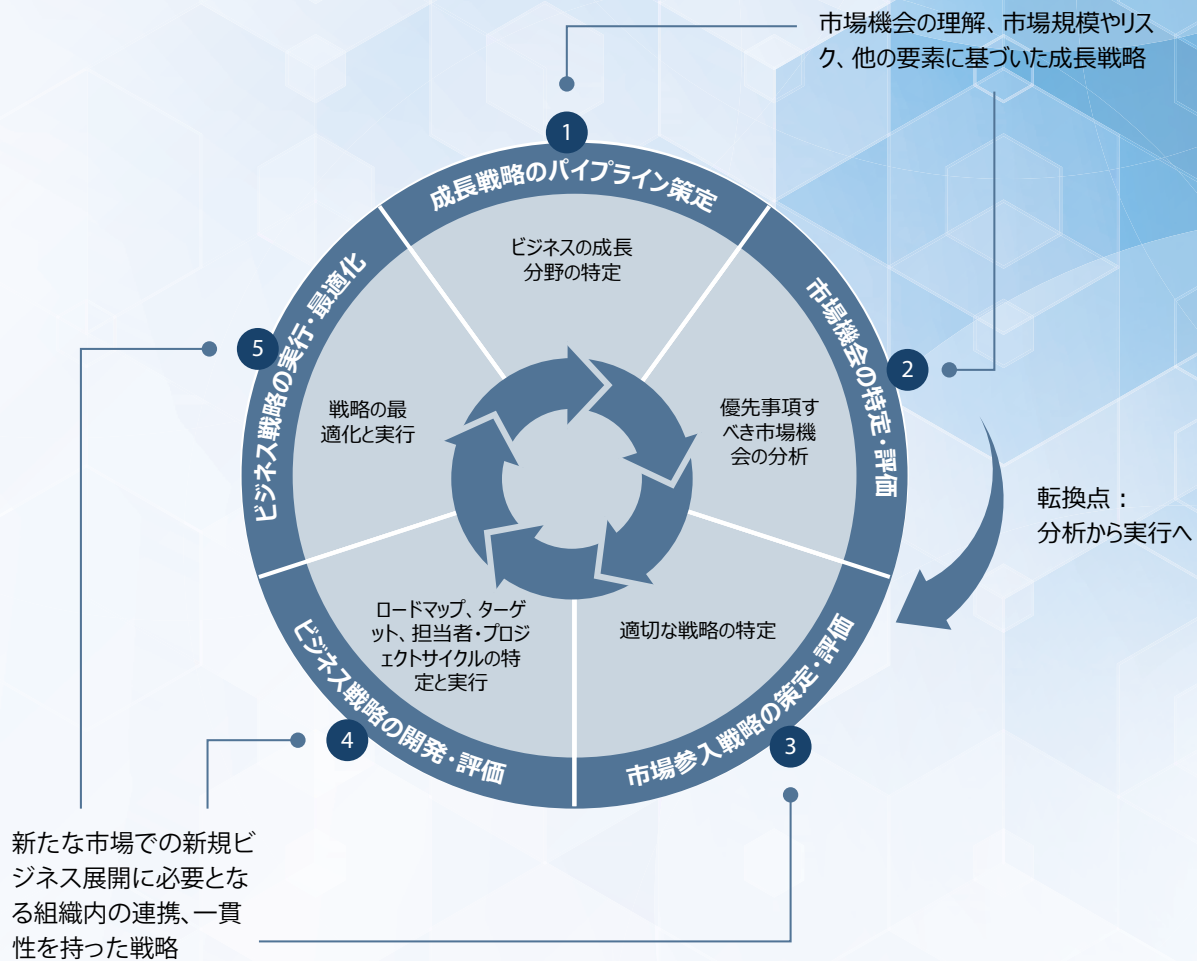 市場機会の理解、市場規模やリス
ク、他の要素に基づいた成長戦略
1
成長戦略のパイプライン策定
ビジネスの成長
分野の特定
2
市場機会の特定・評価
優先事項す
べき市場機
会の分析
転換点：
分析から実行へ
3
市場参入戦略の策定・評価
適切な戦略の特定
4
ビジネス戦略の開発・評価
ロードマップ、ターゲ
ット、担当者・プロジ
ェクトサイクルの特
定と実行
5
ビジネス戦略の実行・最適化
戦略の最
適化と実行
新たな市場での新規ビ
ジネス展開に必要とな
る組織内の連携、一貫
性を持った戦略